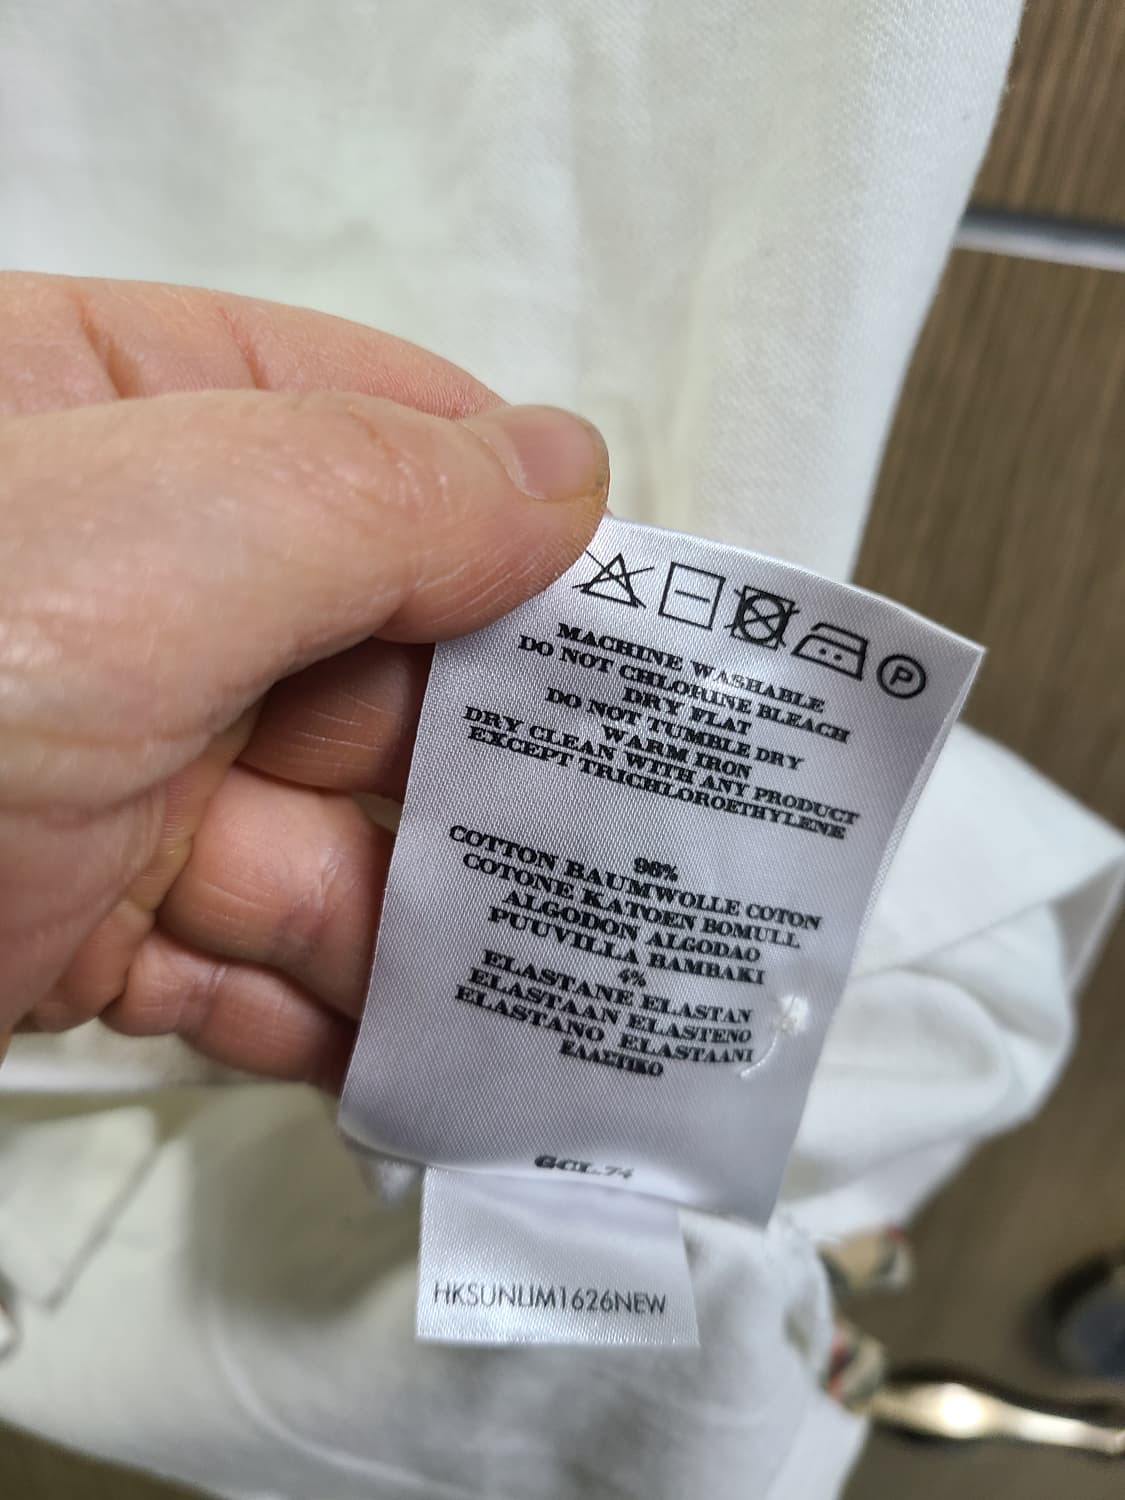 P
MACHINE WASHABLE
DO NOT CHLORINE BLEACH
DRY FLAT
DO NOT TUMBLE DRY
WARM IRON
DRY CLEAN WITH ANY PRODUCT
EXCEPT TRICHLOROETHYLENE
96%
COTTON BAUMWOLLE COTON
COTONE KATOEN BOMULL
ALGODON ALGODAO
PUUVILLA BAMBAKI
4%
ELASTANE ELASTAN
ELASTAAN ELASTENO
ELASTANO ELASTAANI
ΕΛΑΣΤΙΚΟ
GCL 74
HKSUNLIM1626NEW